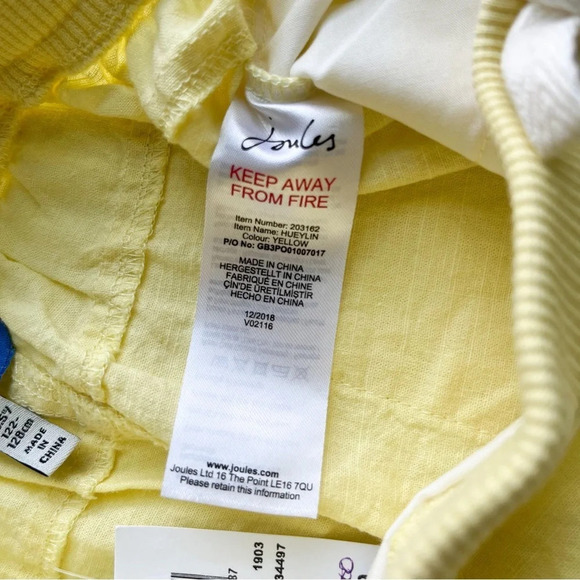 Joules
KEEP AWAY
FROM FIRE
Item Number: 203162
Item Name: HUEYLIN
Colour: YELLOW
P/O No: GB3PO01007017
MADE IN CHINA
HERGESTELLT IN CHINA
FABRIQUÉ EN CHINE
ÇİN'DE ÜRETİLMİŞTİR
HECHO EN CHINA
12/2018
V02116
www.joules.com
Joules Ltd 16 The Point LE16 7QU
Please retain this information
122-
128cm
MADE IN
CHINA
1903
34497